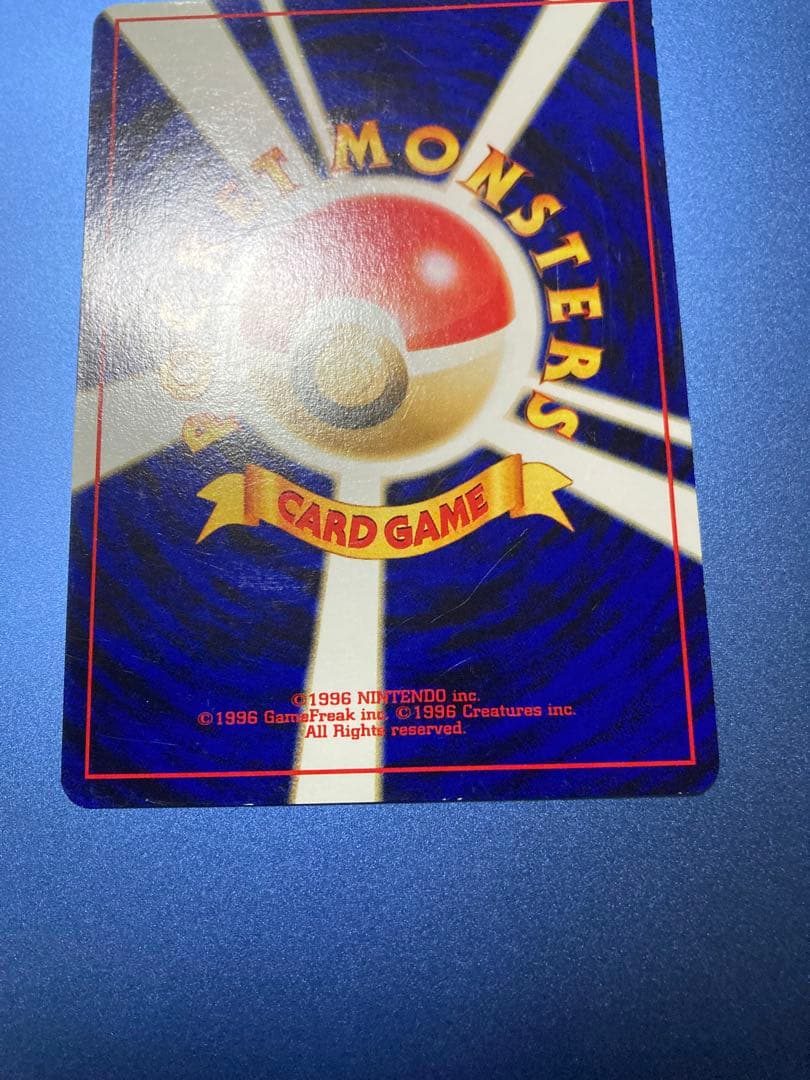 POCKET MONSTERS
CARD GAME
©1996 NINTENDO inc.
©1996 GameFreak inc. ©1996 Creatures inc.
All Rights reserved.